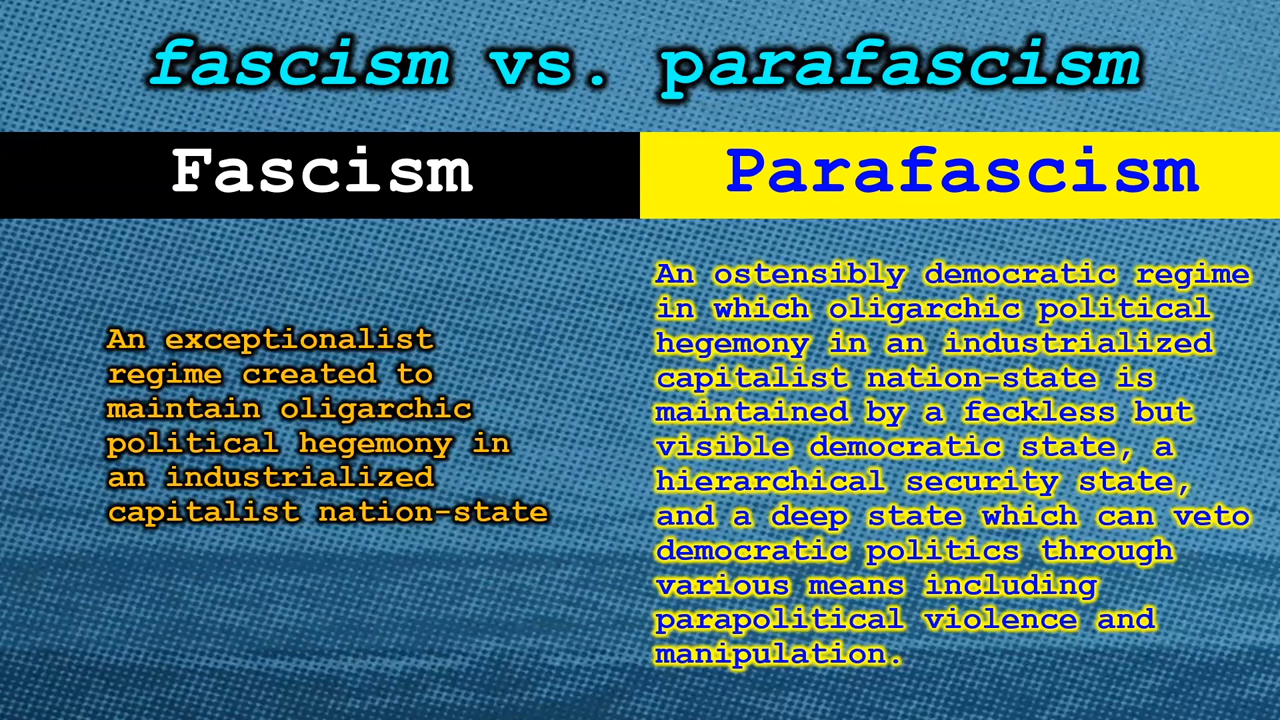 fascism vs. parafascism
Fascism
Parafascism
An exceptionalist
regime created to
maintain oligarchic
political hegemony in
an industrialized
capitalist nation-state
An ostensibly democratic regime
in which oligarchic political
hegemony in an industrialized
capitalist nation-state is
maintained by a feckless but
visible democratic state, a
hierarchical security state,
and a deep state which can veto
democratic politics through
various means including
parapolitical violence and
manipulation.